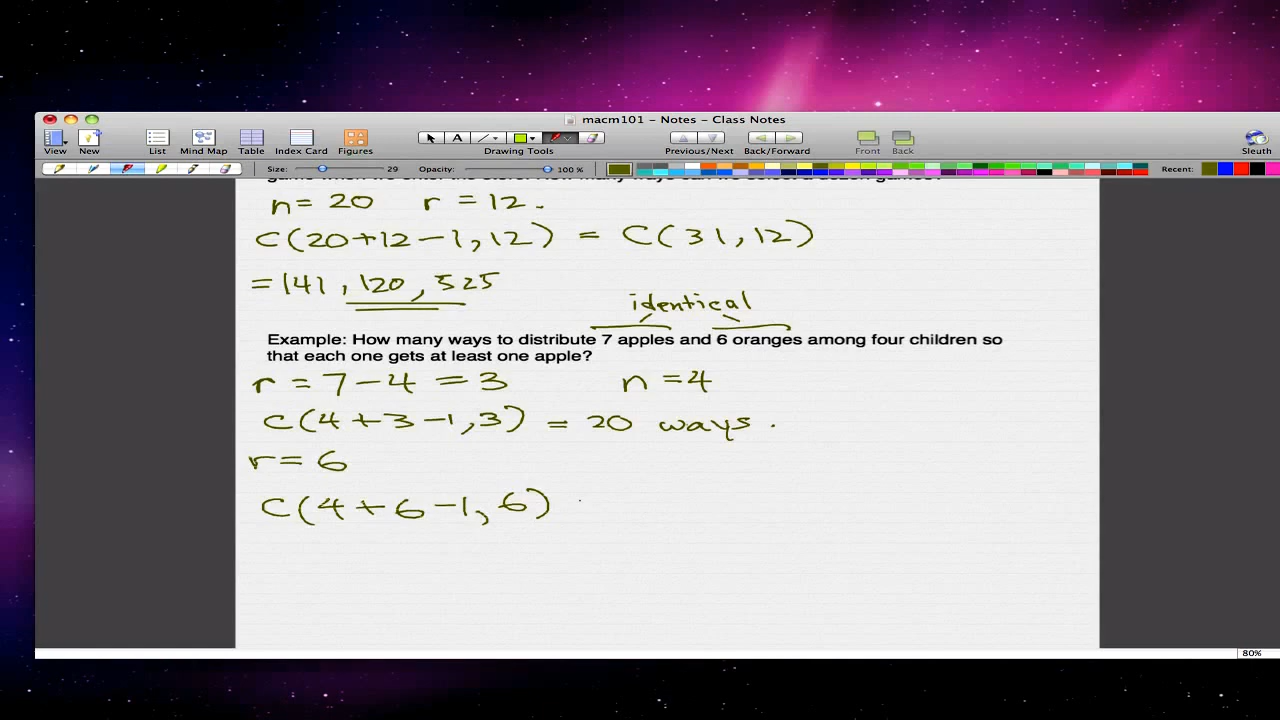 macm101 – Notes – Class Notes
View New List Mind Map Table Index Card Figures Drawing Tools Previous/Next Back/Forward Front Back Sleuth
Size: 29 Opacity: 100 % Recent:
n = 20 r = 12.
C(20+12-1,12) = C(31,12)
= 141,120,525
identical
Example: How many ways to distribute 7 apples and 6 oranges among four children so
that each one gets at least one apple?
r = 7-4 = 3 n = 4
C(4+3-1,3) = 20 ways.
r = 6
C(4+6-1,6)
80%